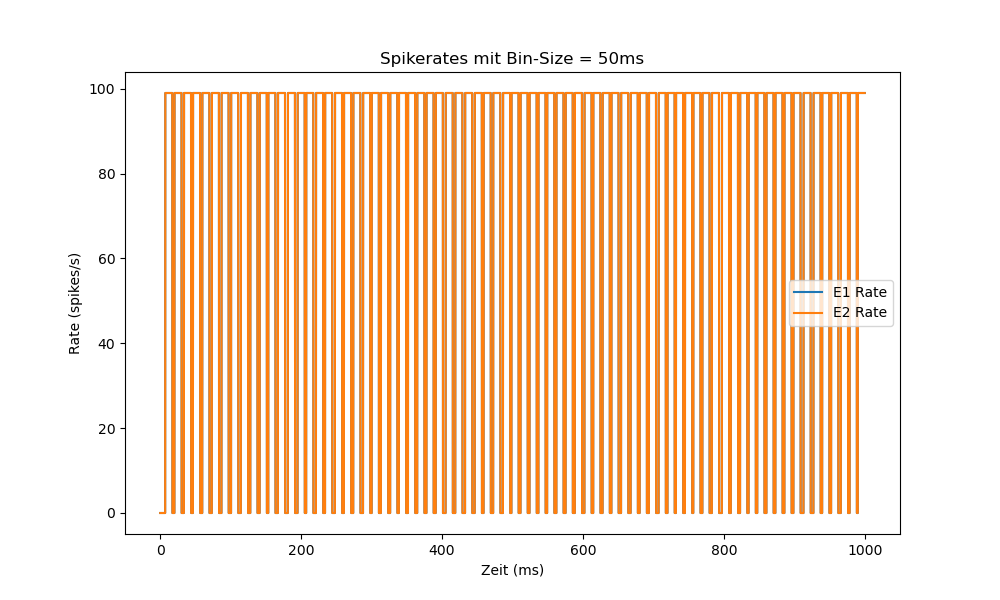 Spikerates mit Bin-Size = 50ms
Rate (spikes/s)
100
80
60
40
20
0
E1 Rate
E2 Rate
0 200 400 600 800 1000
Zeit (ms)